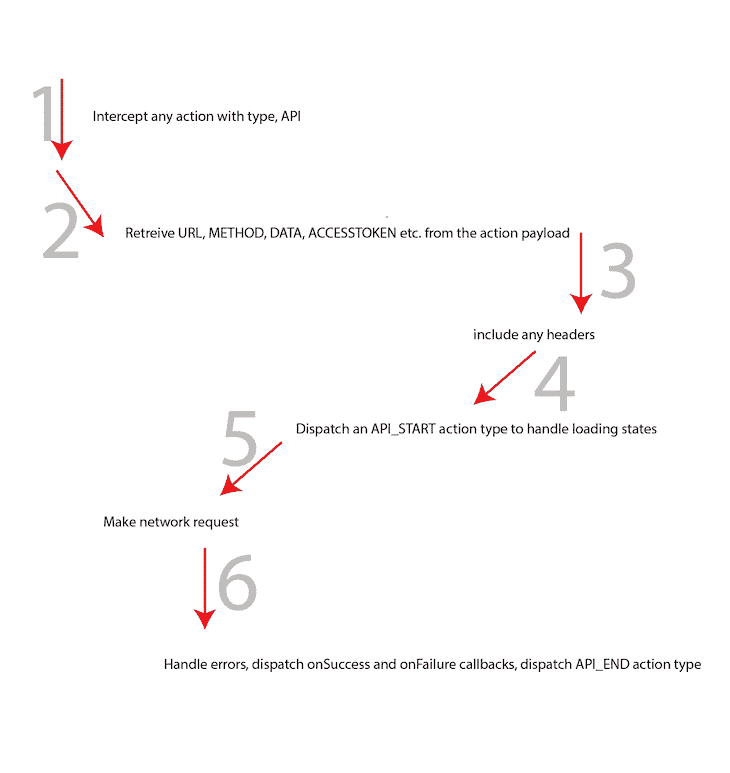 1
Intercept any action with type, API
2
Retreive URL, METHOD, DATA, ACCESSTOKEN etc. from the action payload
3
include any headers
4
Dispatch an API_START action type to handle loading states
5
Make network request
6
Handle errors, dispatch onSuccess and onFailure callbacks, dispatch API_END action type